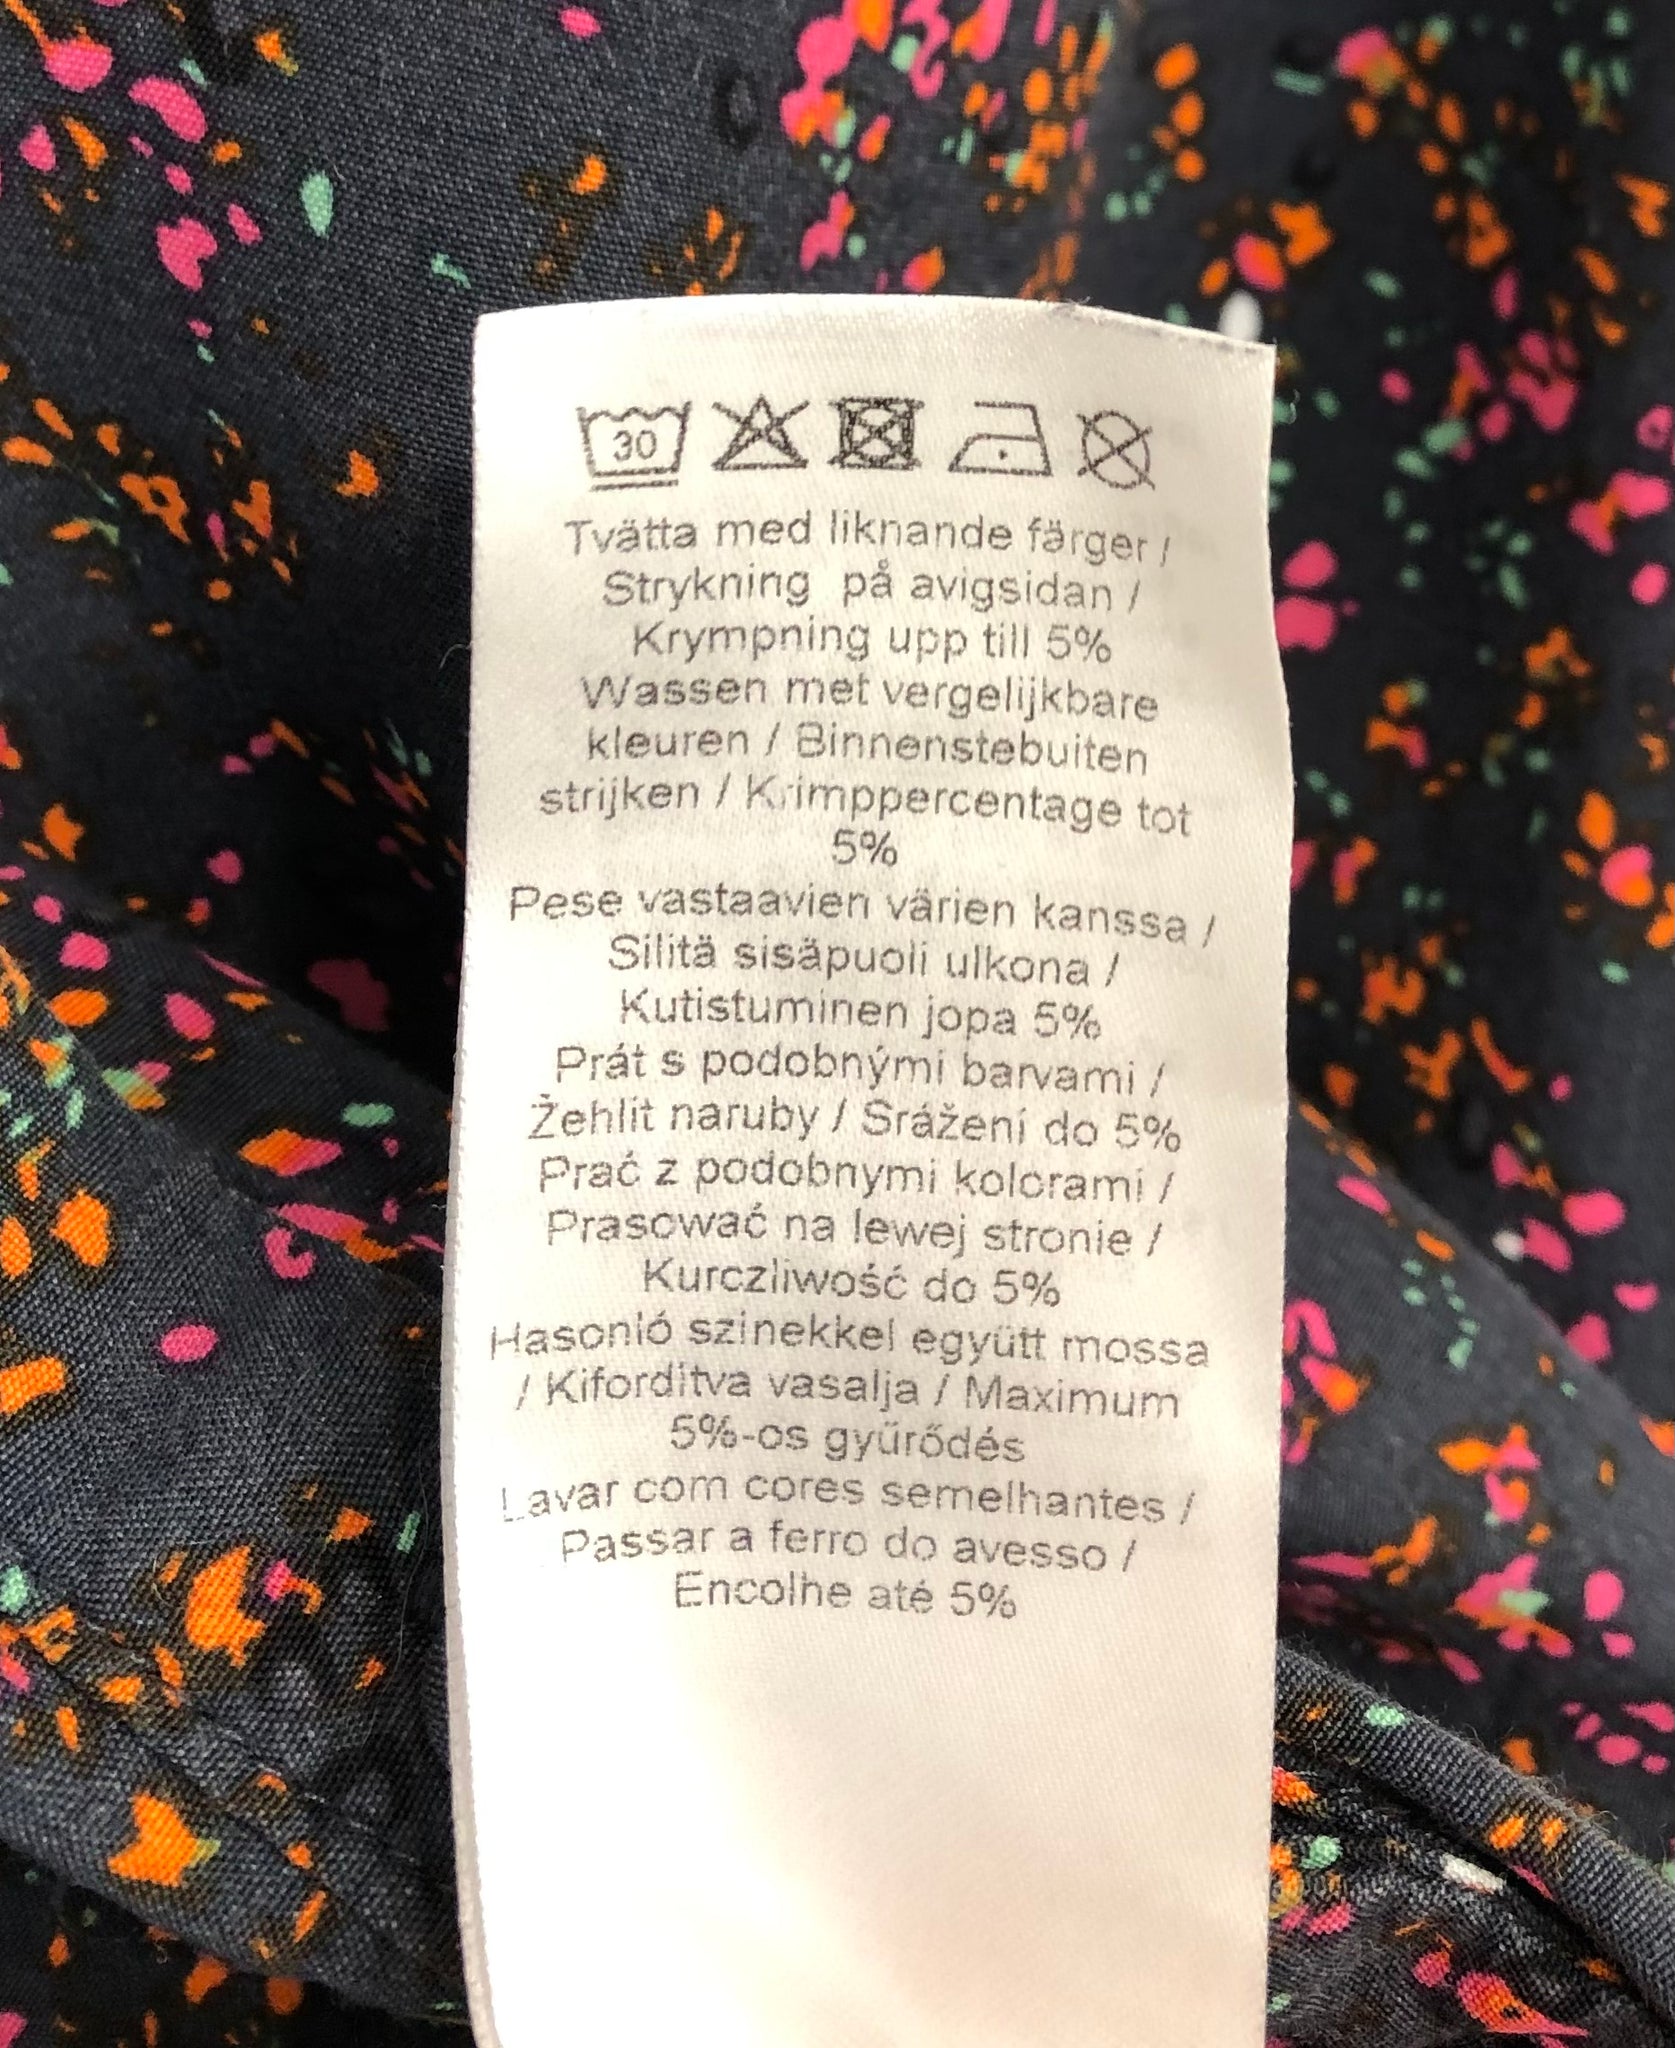 30
Tvätta med liknande färger /
Strykning på avigsidan /
Krympning upp till 5%
Wassen met vergelijkbare
kleuren / Binnenstebuiten
strijken / Krimppercentage tot
5%
Pese vastaavien värien kanssa /
Silitä sisäpuoli ulkona /
Kutistuminen jopa 5%
Prát s podobnými barvami /
Žehlit naruby / Srážení do 5%
Prać z podobnymi kolorami /
Prasować na lewej stronie /
Kurczliwość do 5%
Hasonló szinekkel együtt mossa
/ Kiforditva vasalja / Maximum
5%-os gyűrődés
Lavar com cores semelhantes /
Passar a ferro do avesso /
Encolhe até 5%